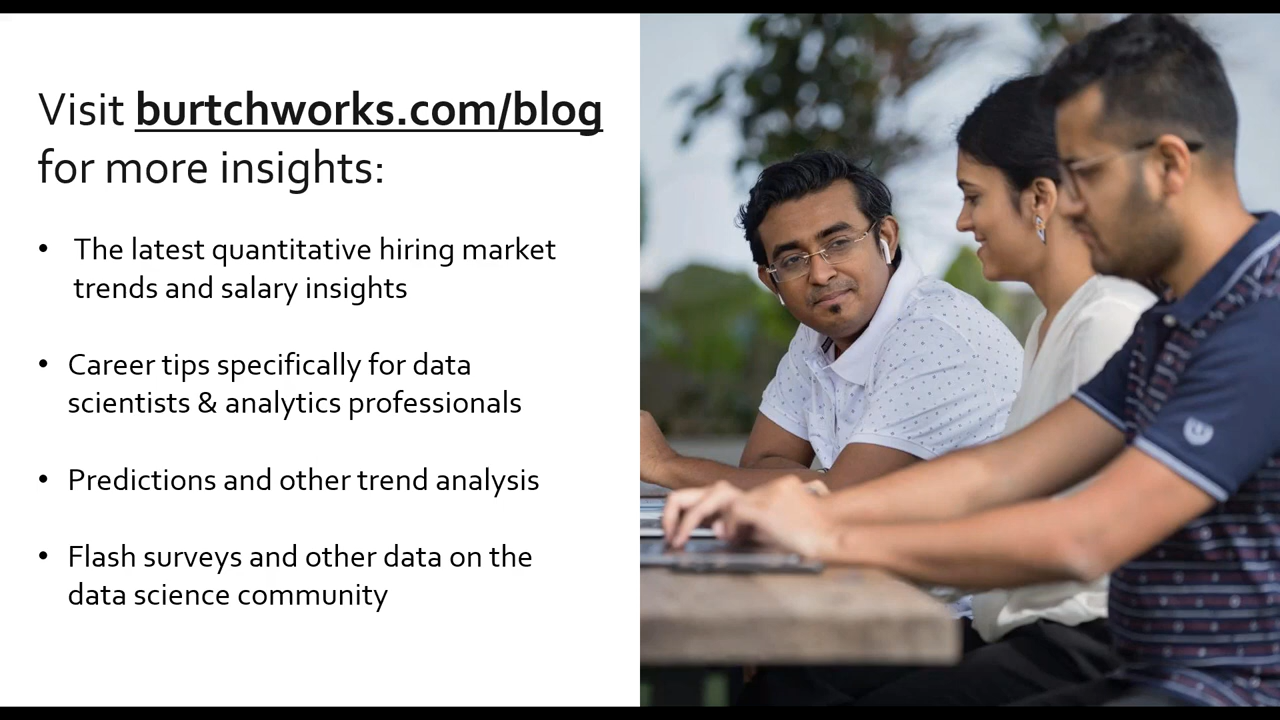 Visit burtchworks.com/blog
for more insights:
• The latest quantitative hiring market
trends and salary insights
• Career tips specifically for data
scientists & analytics professionals
• Predictions and other trend analysis
• Flash surveys and other data on the
data science community